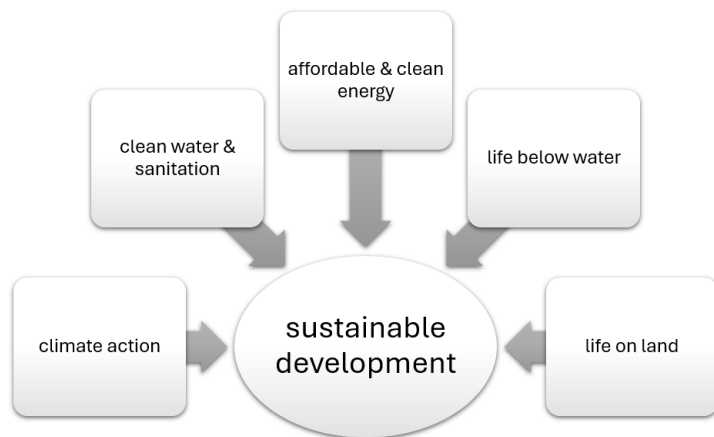 affordable & clean
energy
clean water &
sanitation
life below water
climate action
sustainable
development
life on land